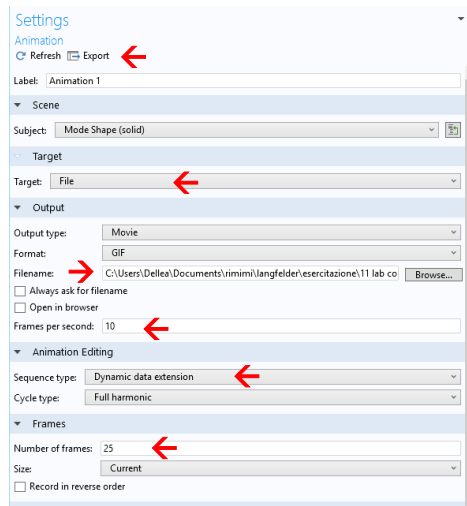 Settings
Animation
Refresh Export
Label: Animation 1
Scene
Subject: Mode Shape (solid)
Target
Target: File
Output
Output type: Movie
Format: GIF
Filename: C:\Users\Dellea\Documents\rimimi\langfelder\esercitazione\11 lab co Browse...
Always ask for filename
Open in browser
Frames per second: 10
Animation Editing
Sequence type: Dynamic data extension
Cycle type: Full harmonic
Frames
Number of frames: 25
Size: Current
Record in reverse order